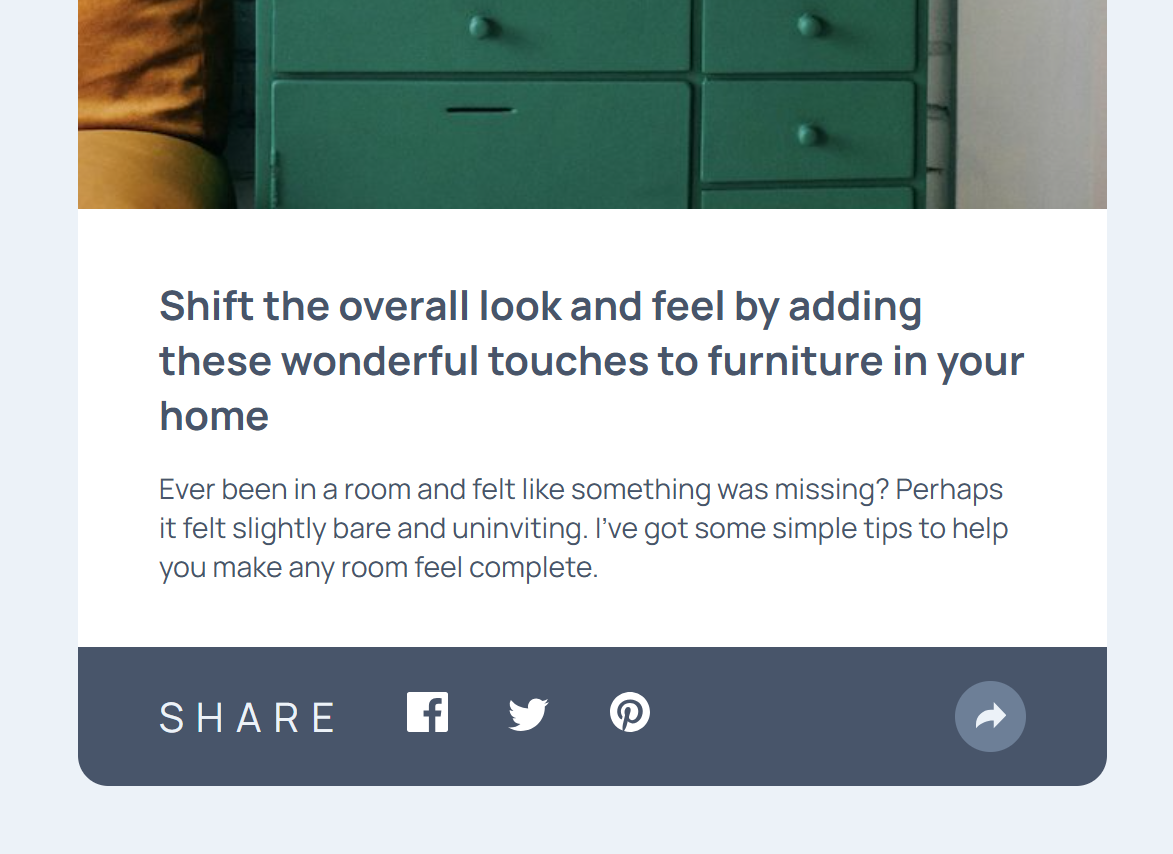 Shift the overall look and feel by adding
these wonderful touches to furniture in your
home
Ever been in a room and felt like something was missing? Perhaps
it felt slightly bare and uninviting. I’ve got some simple tips to help
you make any room feel complete.
SHARE